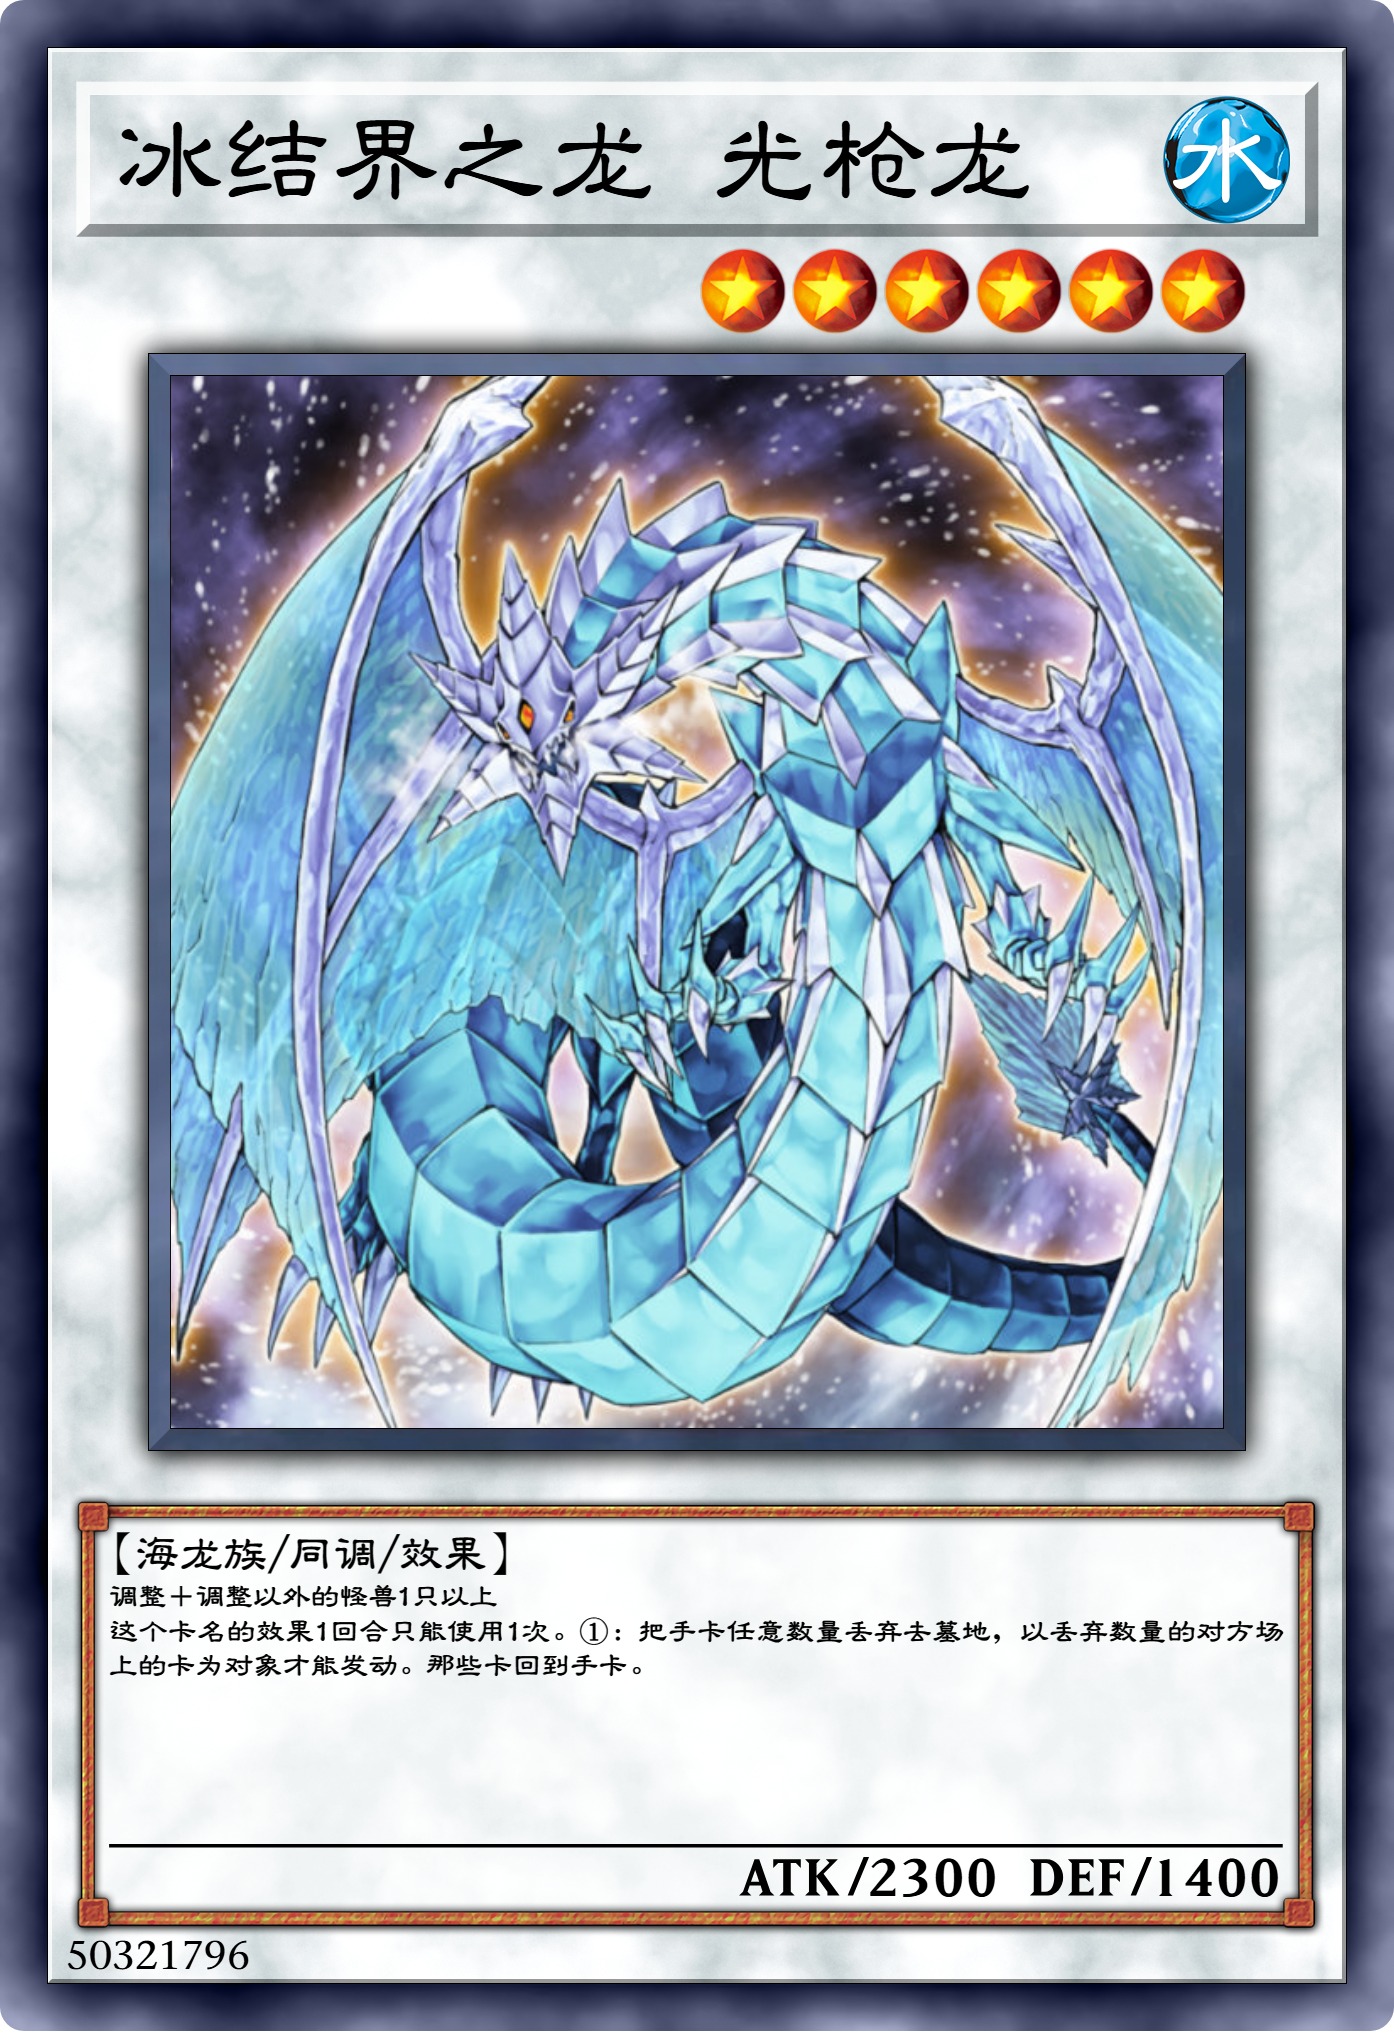 冰结界之龙 光枪龙
水
【海龙族/同调/效果】
调整＋调整以外的怪兽1只以上
这个卡名的效果1回合只能使用1次。①：把手卡任意数量丢弃去墓地，以丢弃数量的对方场
上的卡为对象才能发动。那些卡回到手卡。
ATK/2300 DEF/1400
50321796